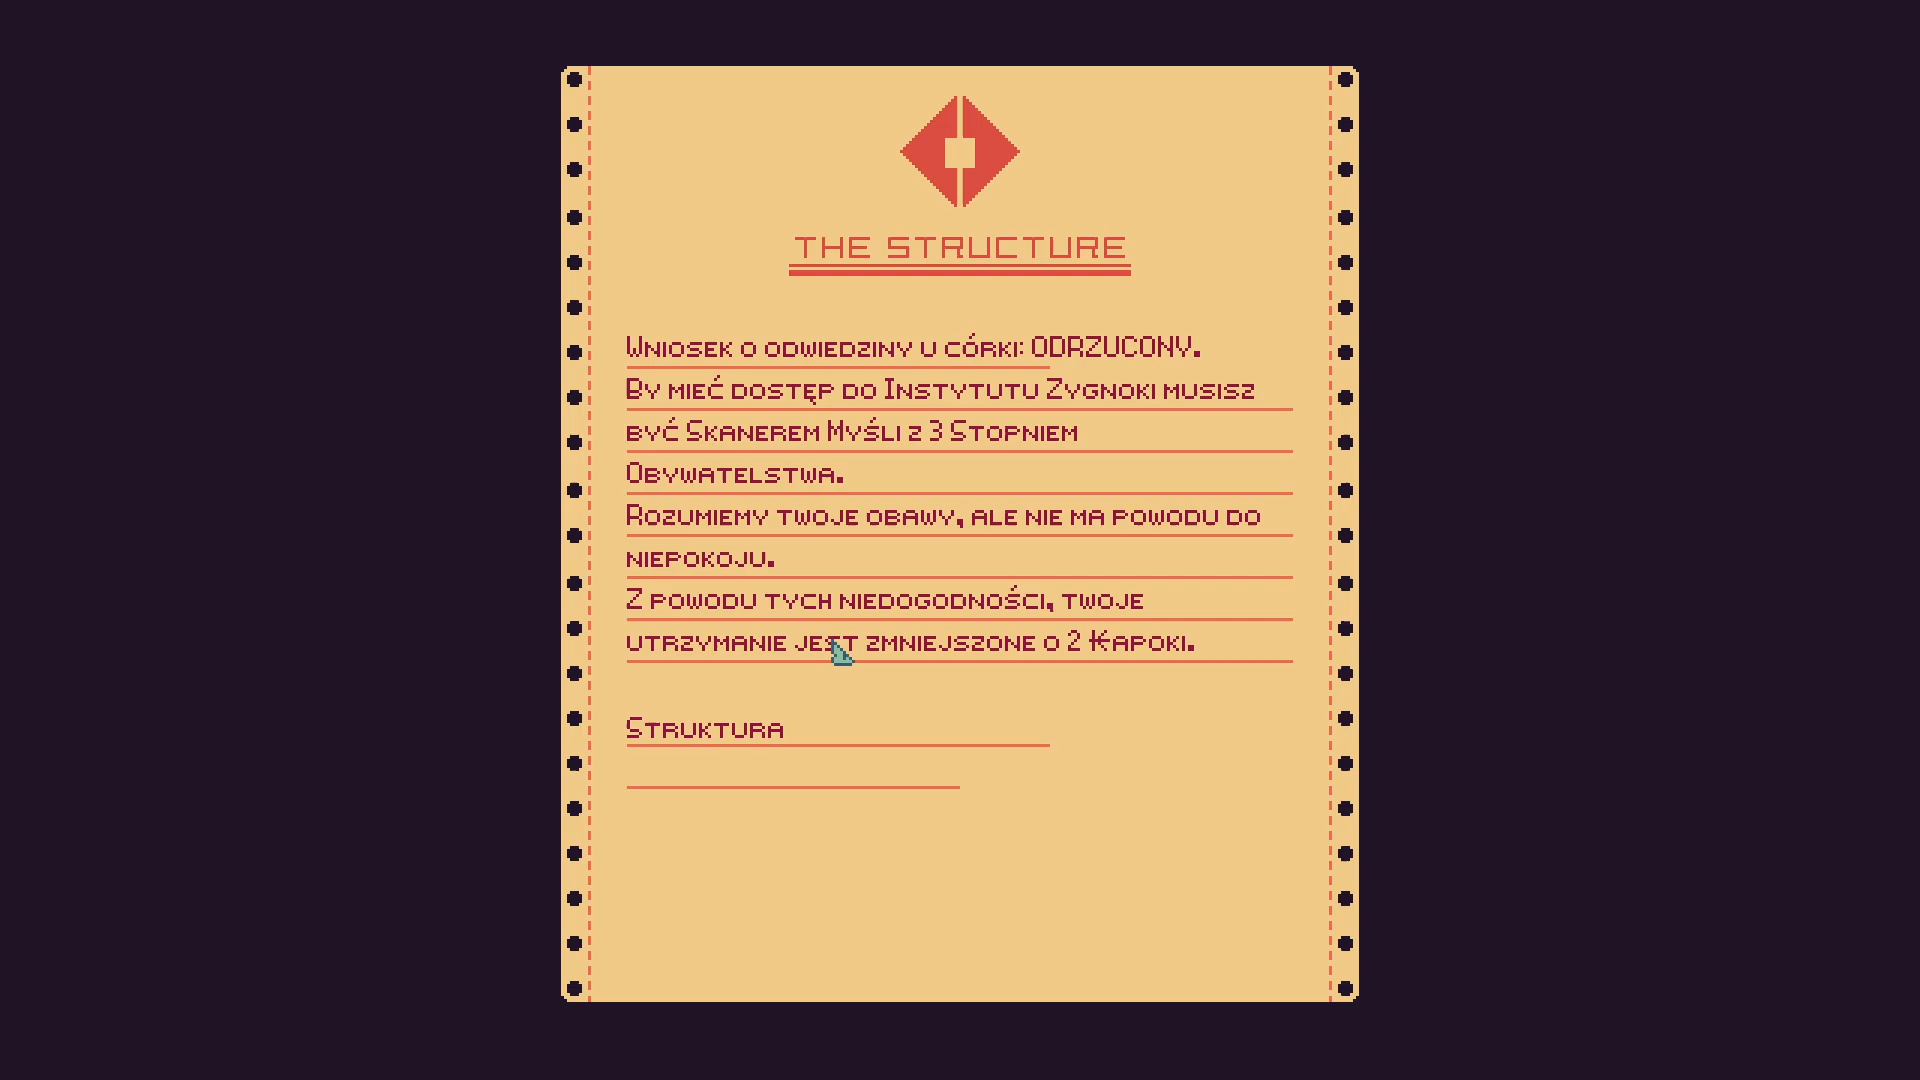 THE STRUCTURE
Wniosek o odwiedziny u córki: ODRZUCONY.
By mieć dostęp do Instytutu Zygnoki musisz
być Skanerem Myśli z 3 Stopniem
Obywatelstwa.
Rozumiemy twoje obawy, ale nie ma powodu do
niepokoju.
Z powodu tych niedogodności, twoje
utrzymanie jest zmniejszone o 2 Kapoki.
Struktura